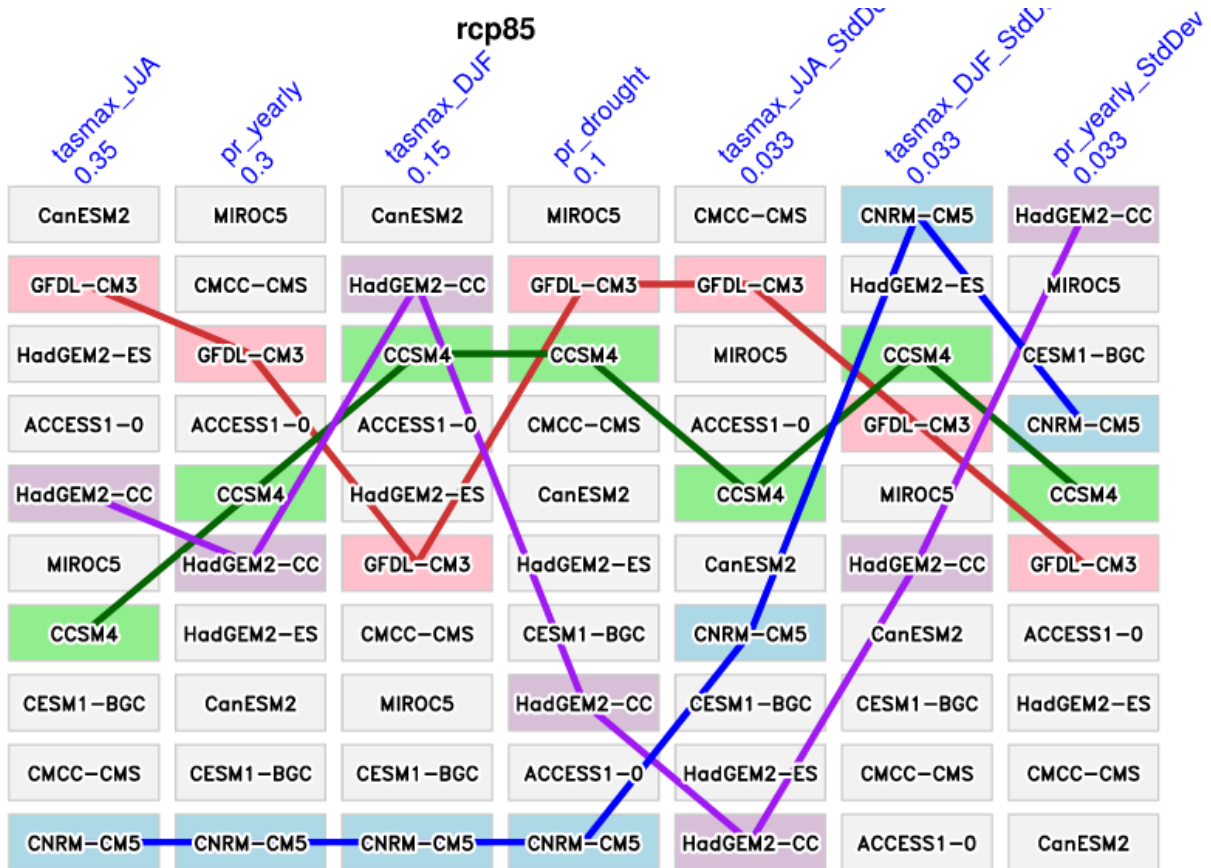 rcp85
tasmax_JJA
0.35
pr_yearly
0.3
tasmax_DJF
0.15
pr_drought
0.1
tasmax_JJA_StdDe
0.033
tasmax_DJF_StdD
0.033
pr_yearly_StdDev
0.033
CanESM2 MIROC5 CanESM2 MIROC5 CMCC-CMS CNRM-CM5 HadGEM2-CC
GFDL-CM3 CMCC-CMS HadGEM2-CC GFDL-CM3 GFDL-CM3 HadGEM2-ES MIROC5
HadGEM2-ES GFDL-CM3 CCSM4 CCSM4 MIROC5 CCSM4 CESM1-BGC
ACCESS1-0 ACCESS1-0 ACCESS1-0 CMCC-CMS ACCESS1-0 GFDL-CM3 CNRM-CM5
HadGEM2-CC CCSM4 HadGEM2-ES CanESM2 CCSM4 MIROC5 CCSM4
MIROC5 HadGEM2-CC GFDL-CM3 HadGEM2-ES CanESM2 HadGEM2-CC GFDL-CM3
CCSM4 HadGEM2-ES CMCC-CMS CESM1-BGC CNRM-CM5 CanESM2 ACCESS1-0
CESM1-BGC CanESM2 MIROC5 HadGEM2-CC CESM1-BGC CESM1-BGC HadGEM2-ES
CMCC-CMS CESM1-BGC CESM1-BGC ACCESS1-0 HadGEM2-ES CMCC-CMS CMCC-CMS
CNRM-CM5 CNRM-CM5 CNRM-CM5 CNRM-CM5 HadGEM2-CC ACCESS1-0 CanESM2